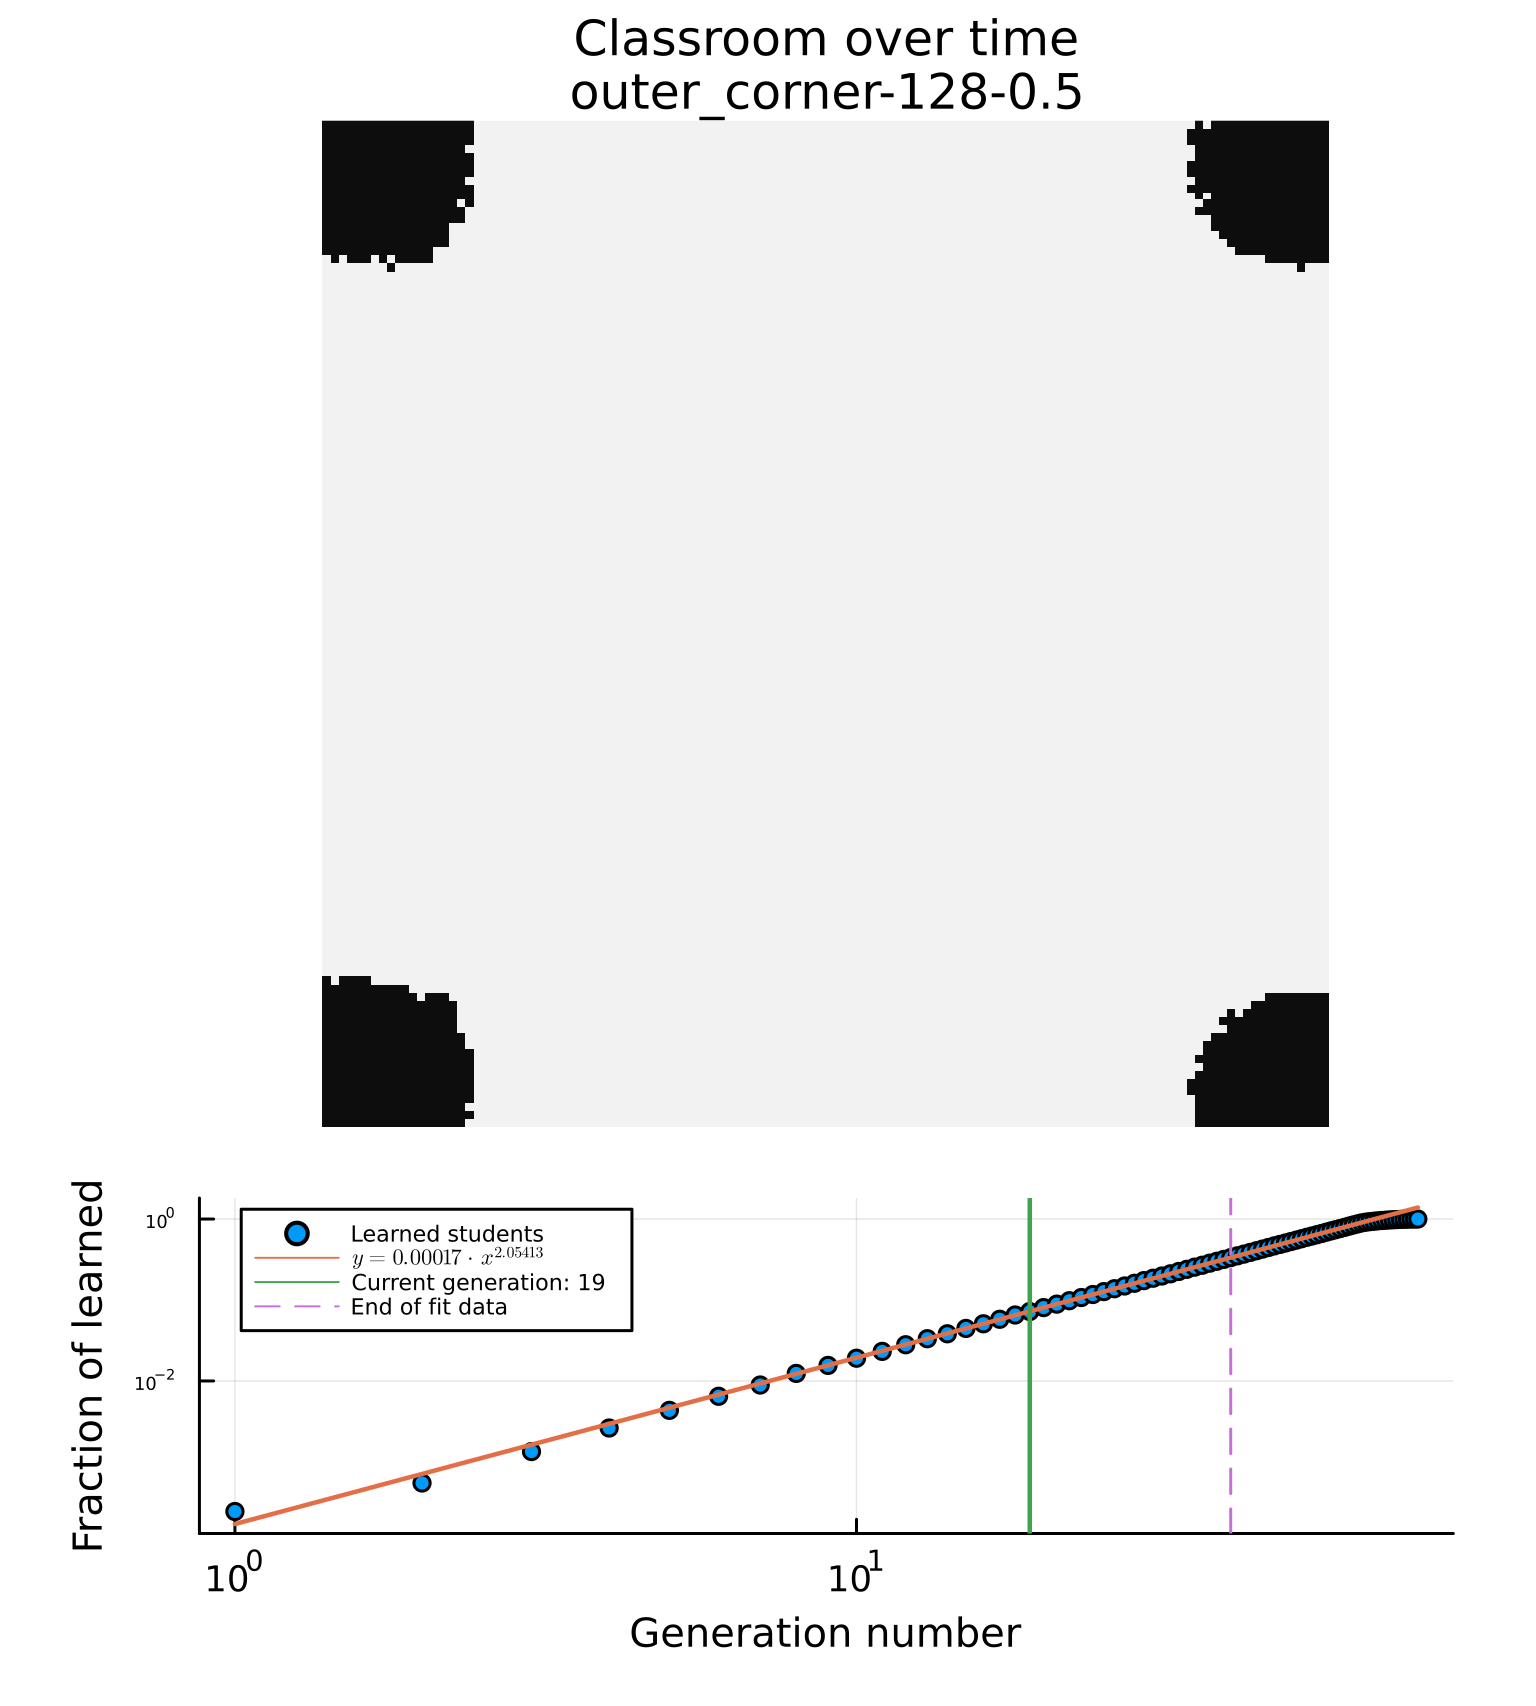 Classroom over time
outer_corner-128-0.5
Fraction of learned
10^0
10^-2
Learned students
y = 0.00017 · x^2.05413
Current generation: 19
End of fit data
10^0
10^1
Generation number